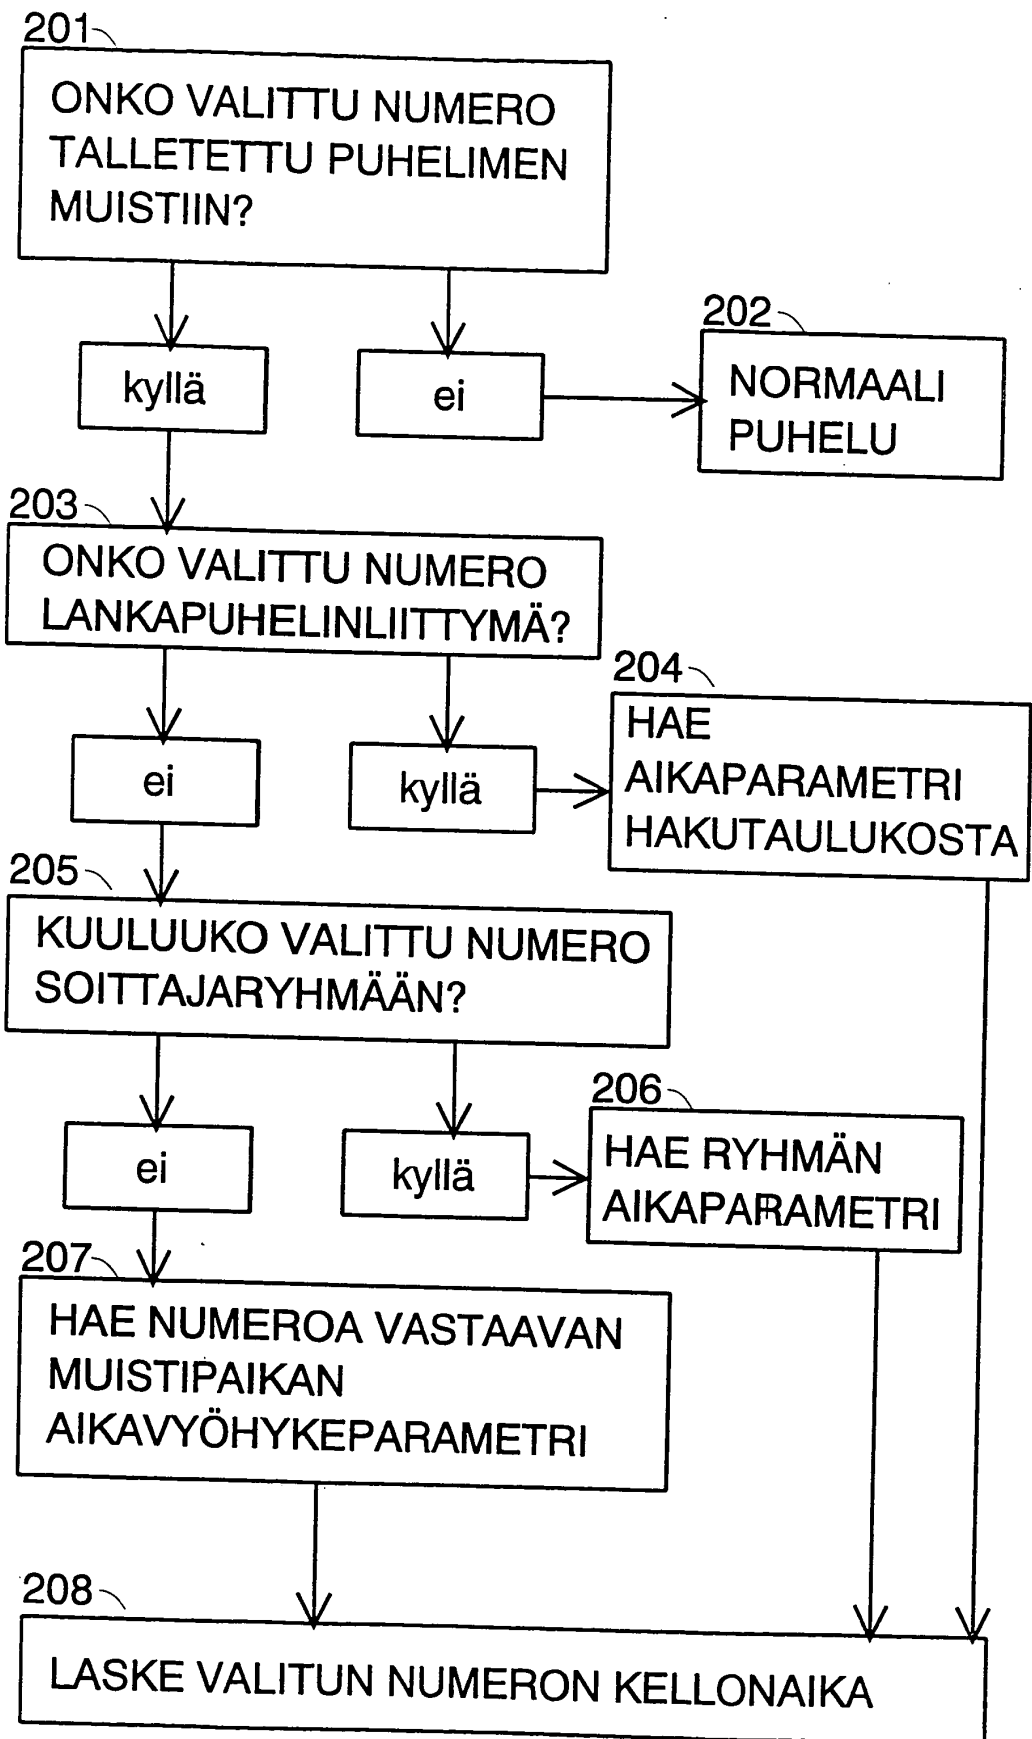 201
ONKO VALITTU NUMERO
TALLETETTU PUHELIMEN
MUISTIIN?
kyllä
ei
202
NORMAALI
PUHELU
203
ONKO VALITTU NUMERO
LANKAPUHELINLIITTYMÄ?
ei
kyllä
204
HAE
AIKAPARAMETRI
HAKUTAULUKOSTA
205
KUULUUKO VALITTU NUMERO
SOITTAJARYHMÄÄN?
ei
kyllä
206
HAE RYHMÄN
AIKAPARAMETRI
207
HAE NUMEROA VASTAAVAN
MUISTIPAIKAN
AIKAVYÖHYKEPARAMETRI
208
LASKE VALITUN NUMERON KELLONAIKA